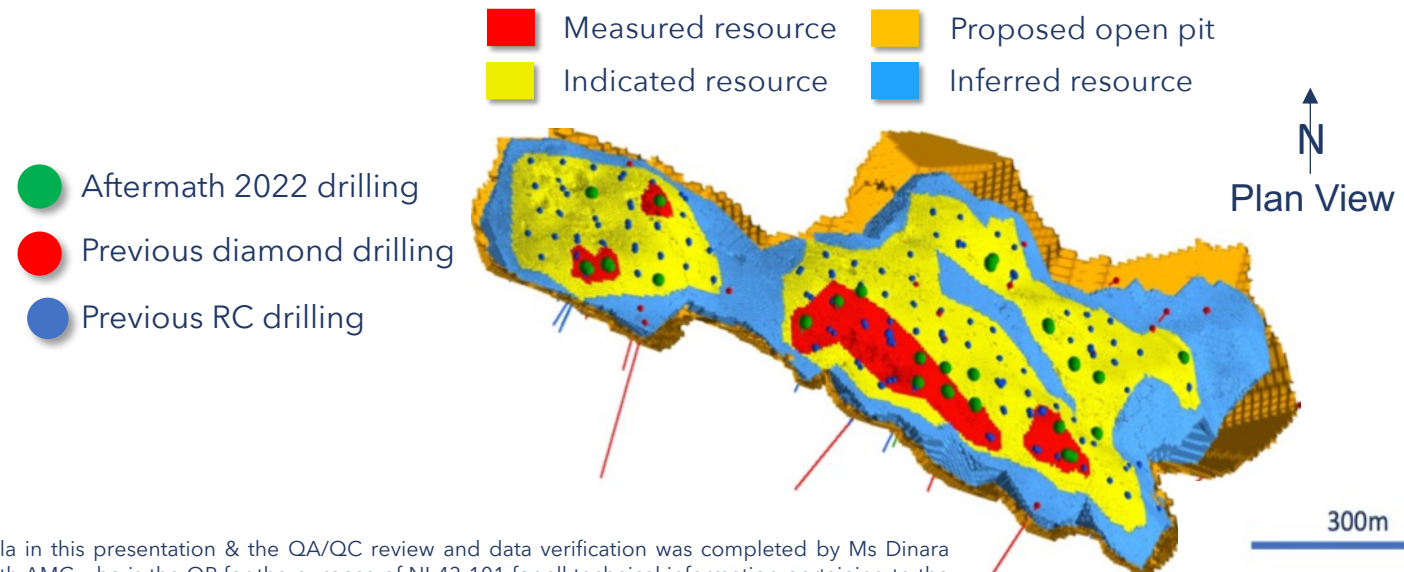 Measured resource
Proposed open pit
Indicated resource
Inferred resource
N
Plan View
Aftermath 2022 drilling
Previous diamond drilling
Previous RC drilling
300m
la in this presentation & the QA/QC review and data verification was completed by Ms Dinara